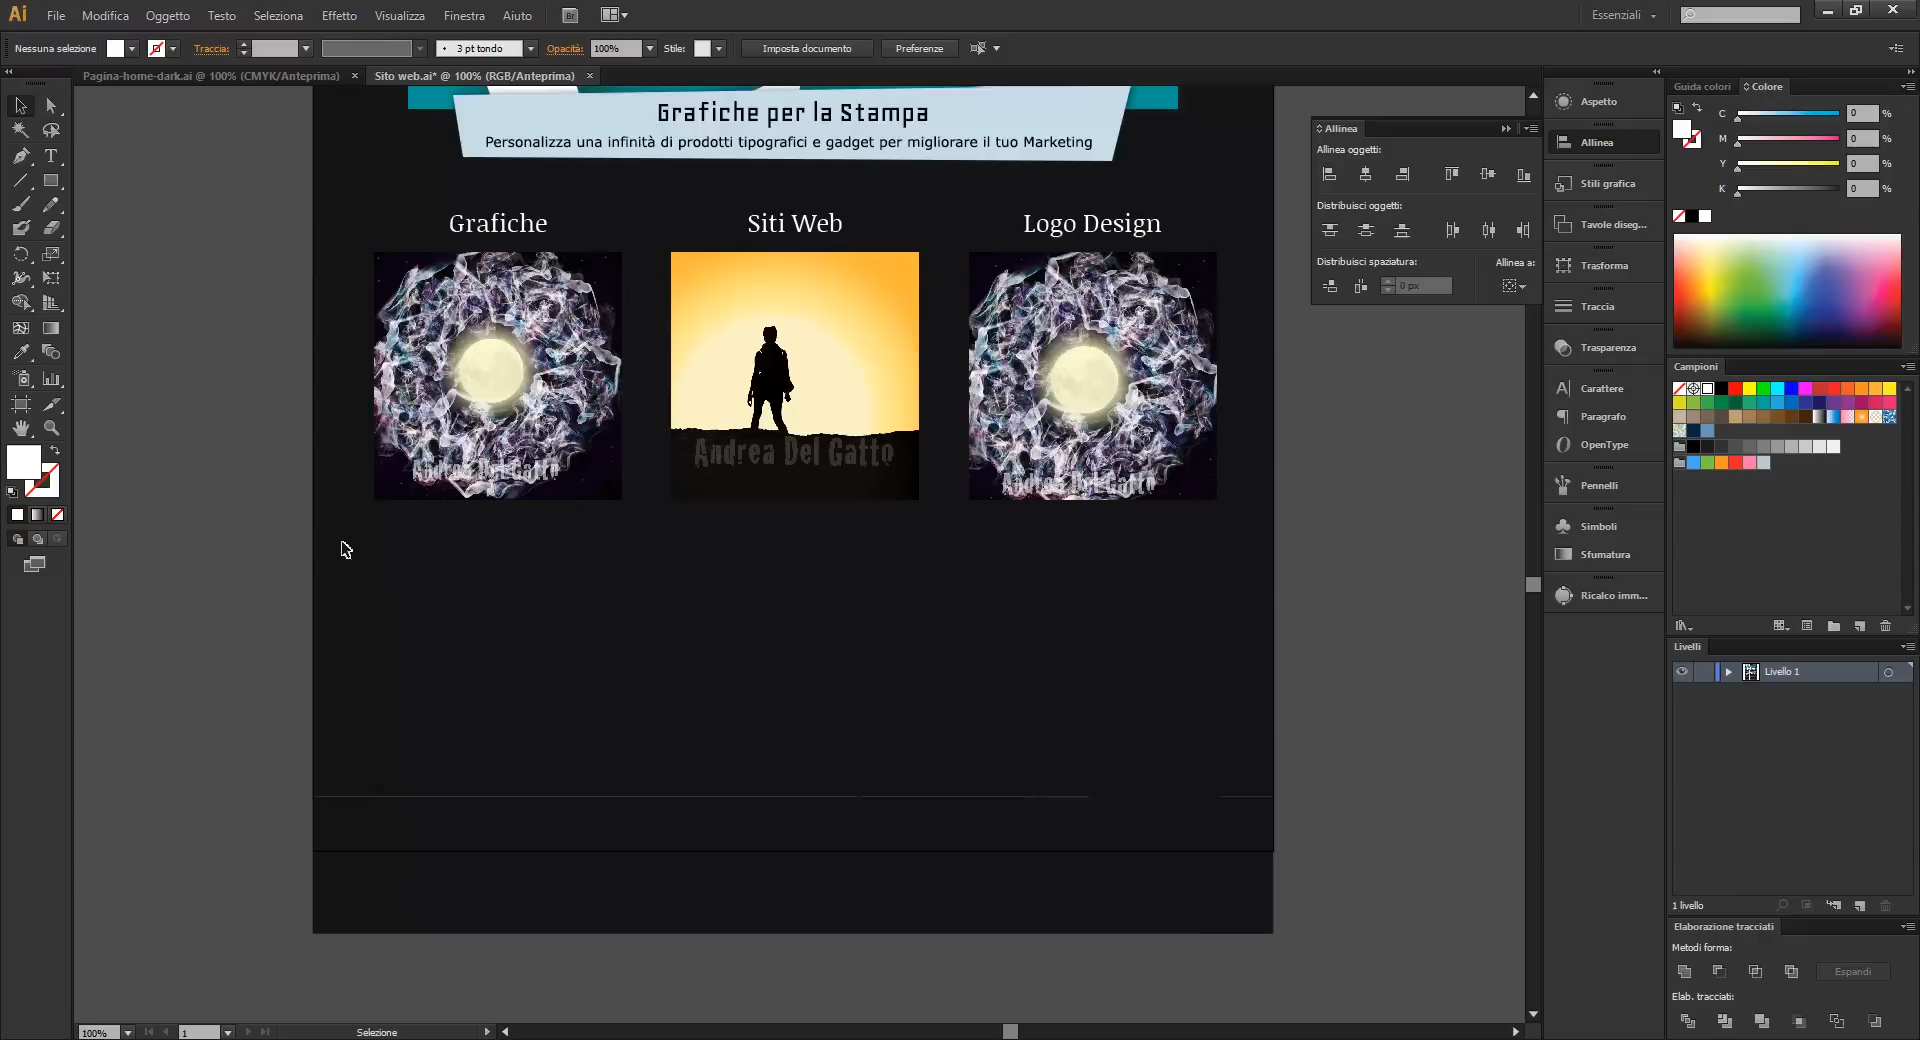 Ai File Modifica Oggetto Testo Seleziona Effetto Visualizza Finestra Aiuto Br Essenziali
Nessuna selezione Traccia: 3 pt tondo Opacità: 100% Stile: Imposta documento Preferenze
Pagina-home-dark.ai @ 100% (CMYK/Anteprima) × Sito web.ai* @ 100% (RGB/Anteprima) ×
Grafiche per la Stampa
Personalizza una infinità di prodotti tipografici e gadget per migliorare il tuo Marketing
Grafiche Siti Web Logo Design
Andrea Del Gatto
Andrea Del Gatto
Andrea Del Gatto
Allinea
Allinea oggetti:
Distribuisci oggetti:
Distribuisci spaziatura: Allinea a:
0 px
Aspetto
Allinea
Stili grafica
Tavole diseg...
Trasforma
Traccia
Trasparenza
Carattere
Paragrafo
OpenType
Pennelli
Simboli
Sfumatura
Ricalco imm...
Guida colori Colore
C 0 %
M 0 %
Y 0 %
K 0 %
Campioni
Livelli
Livello 1
1 livello
Elaborazione tracciati
Metodi forma:
Espandi
Elab. tracciati:
100% 1 Selezione